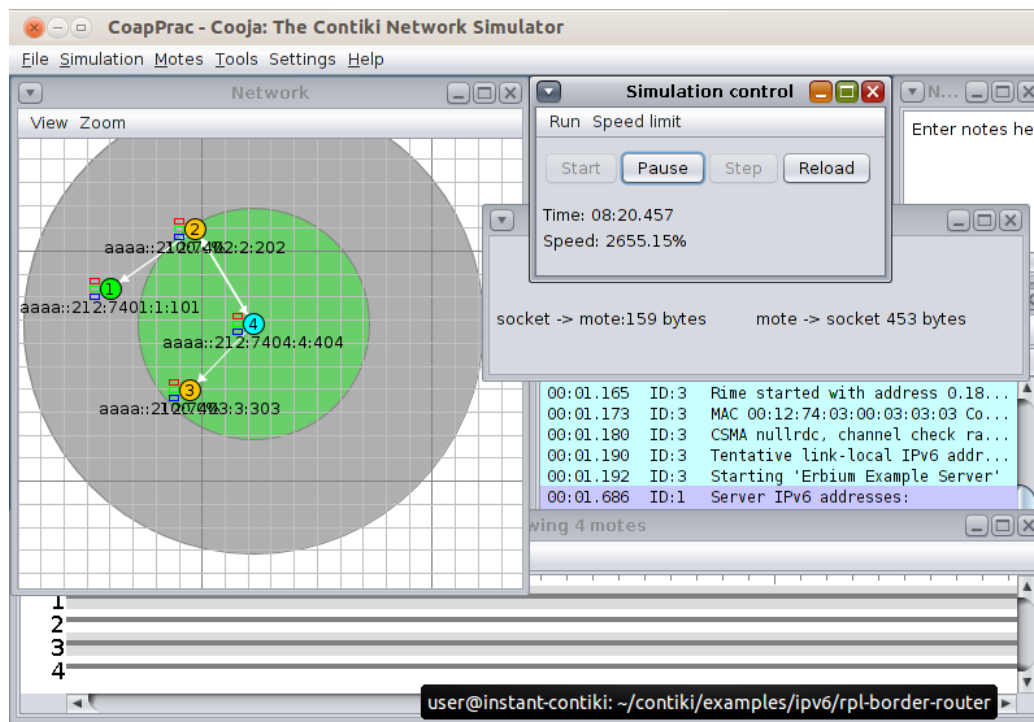 CoapPrac - Cooja: The Contiki Network Simulator
File Simulation Motes Tools Settings Help
Network
View Zoom
2
1
aaaa::212:7401:1:101
4
aaaa::212:7404:4:404
3
Simulation control
Run Speed limit
Start Pause Step Reload
Time: 08:20.457
Speed: 2655.15%
N...
Enter notes he
socket -> mote:159 bytes mote -> socket 453 bytes
00:01.165 ID:3 Rime started with address 0.18...
00:01.173 ID:3 MAC 00:12:74:03:00:03:03:03 Co...
00:01.180 ID:3 CSMA nullrdc, channel check ra...
00:01.190 ID:3 Tentative link-local IPv6 addr...
00:01.192 ID:3 Starting 'Erbium Example Server'
00:01.686 ID:1 Server IPv6 addresses:
wing 4 motes
1
2
3
4
user@instant-contiki: ~/contiki/examples/ipv6/rpl-border-router